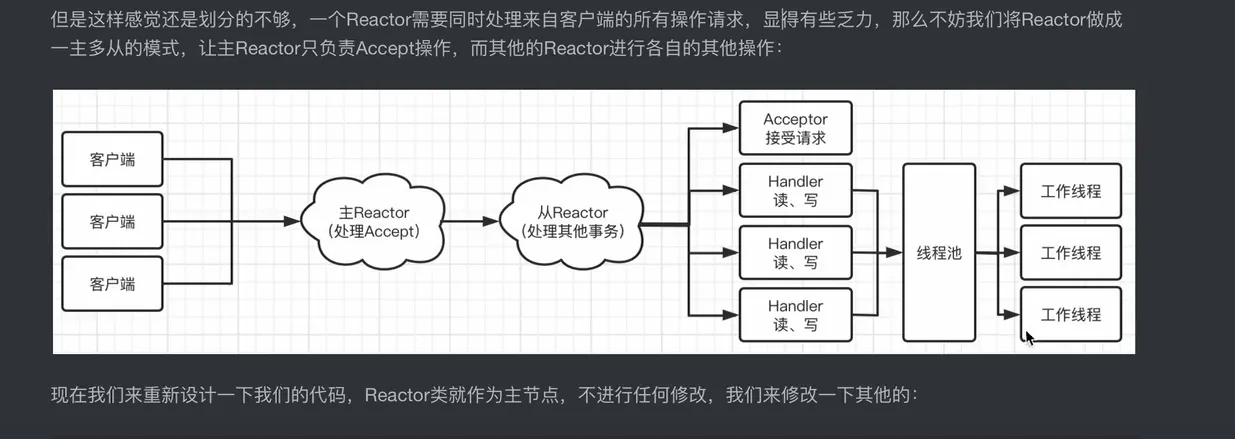 但是这样感觉还是划分的不够，一个Reactor需要同时处理来自客户端的所有操作请求，显得有些乏力，那么不妨我们将Reactor做成
一主多从的模式，让主Reactor只负责Accept操作，而其他的Reactor进行各自的其他操作：
客户端
客户端
客户端
主Reactor
（处理Accept）
从Reactor
（处理其他事务）
Acceptor
接受请求
Handler
读、写
Handler
读、写
Handler
读、写
线程池
工作线程
工作线程
工作线程
现在我们来重新设计一下我们的代码，Reactor类就作为主节点，不进行任何修改，我们来修改一下其他的：